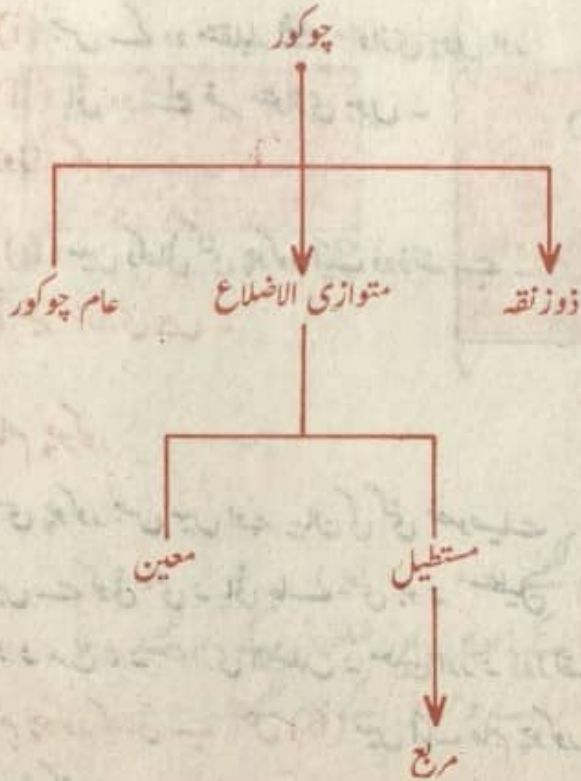 چوکور
ذوزنقہ متوازی الاضلاع عام چوکور
مستطیل معین
مربع